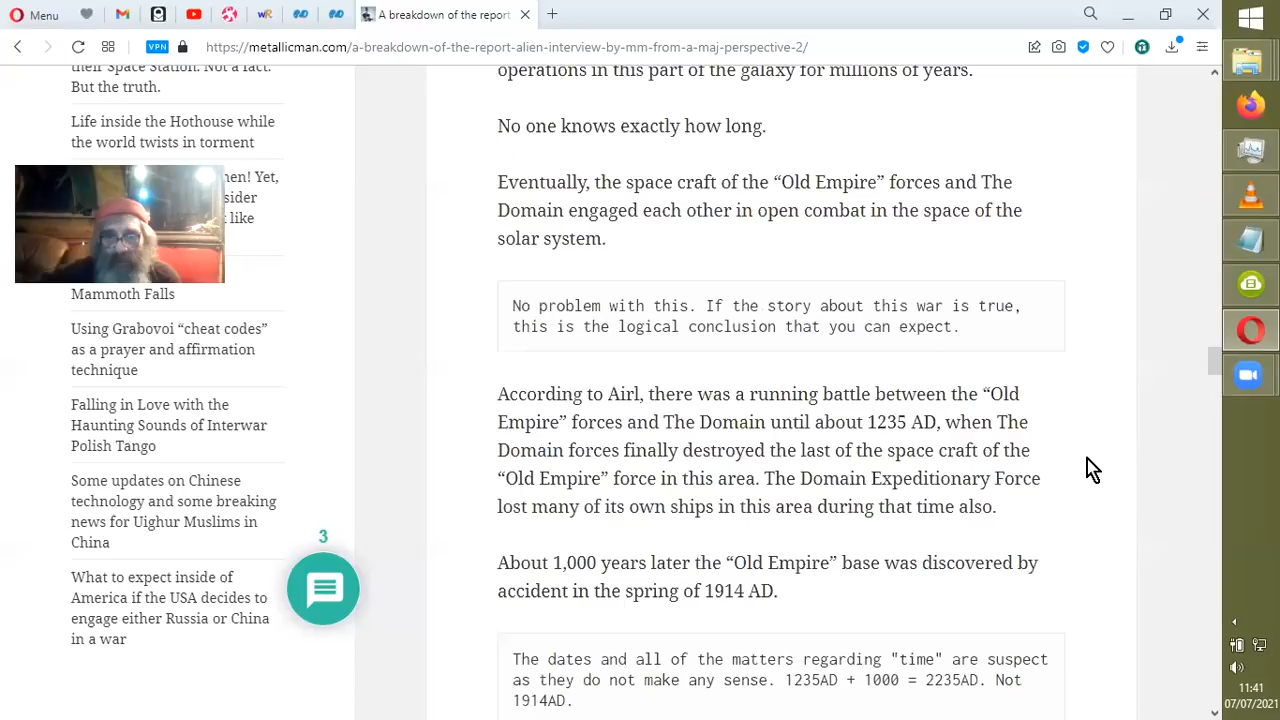 Menu
A breakdown of the report
VPN
https://metallicman.com/a-breakdown-of-the-report-alien-interview-by-mm-from-a-maj-perspective-2/
their Space Station. Not a fact.
But the truth.
Life inside the Hothouse while
the world twists in torment
men! Yet,
sider
like
Mammoth Falls
Using Grabovoi “cheat codes”
as a prayer and affirmation
technique
Falling in Love with the
Haunting Sounds of Interwar
Polish Tango
Some updates on Chinese
technology and some breaking
news for Uighur Muslims in
China
What to expect inside of
America if the USA decides to
engage either Russia or China
in a war
3
operations in this part of the galaxy for millions of years.
No one knows exactly how long.
Eventually, the space craft of the “Old Empire” forces and The
Domain engaged each other in open combat in the space of the
solar system.
No problem with this. If the story about this war is true,
this is the logical conclusion that you can expect.
According to Airl, there was a running battle between the “Old
Empire” forces and The Domain until about 1235 AD, when The
Domain forces finally destroyed the last of the space craft of the
“Old Empire” force in this area. The Domain Expeditionary Force
lost many of its own ships in this area during that time also.
About 1,000 years later the “Old Empire” base was discovered by
accident in the spring of 1914 AD.
The dates and all of the matters regarding "time" are suspect
as they do not make any sense. 1235AD + 1000 = 2235AD. Not
1914AD.
11:41
07/07/2021